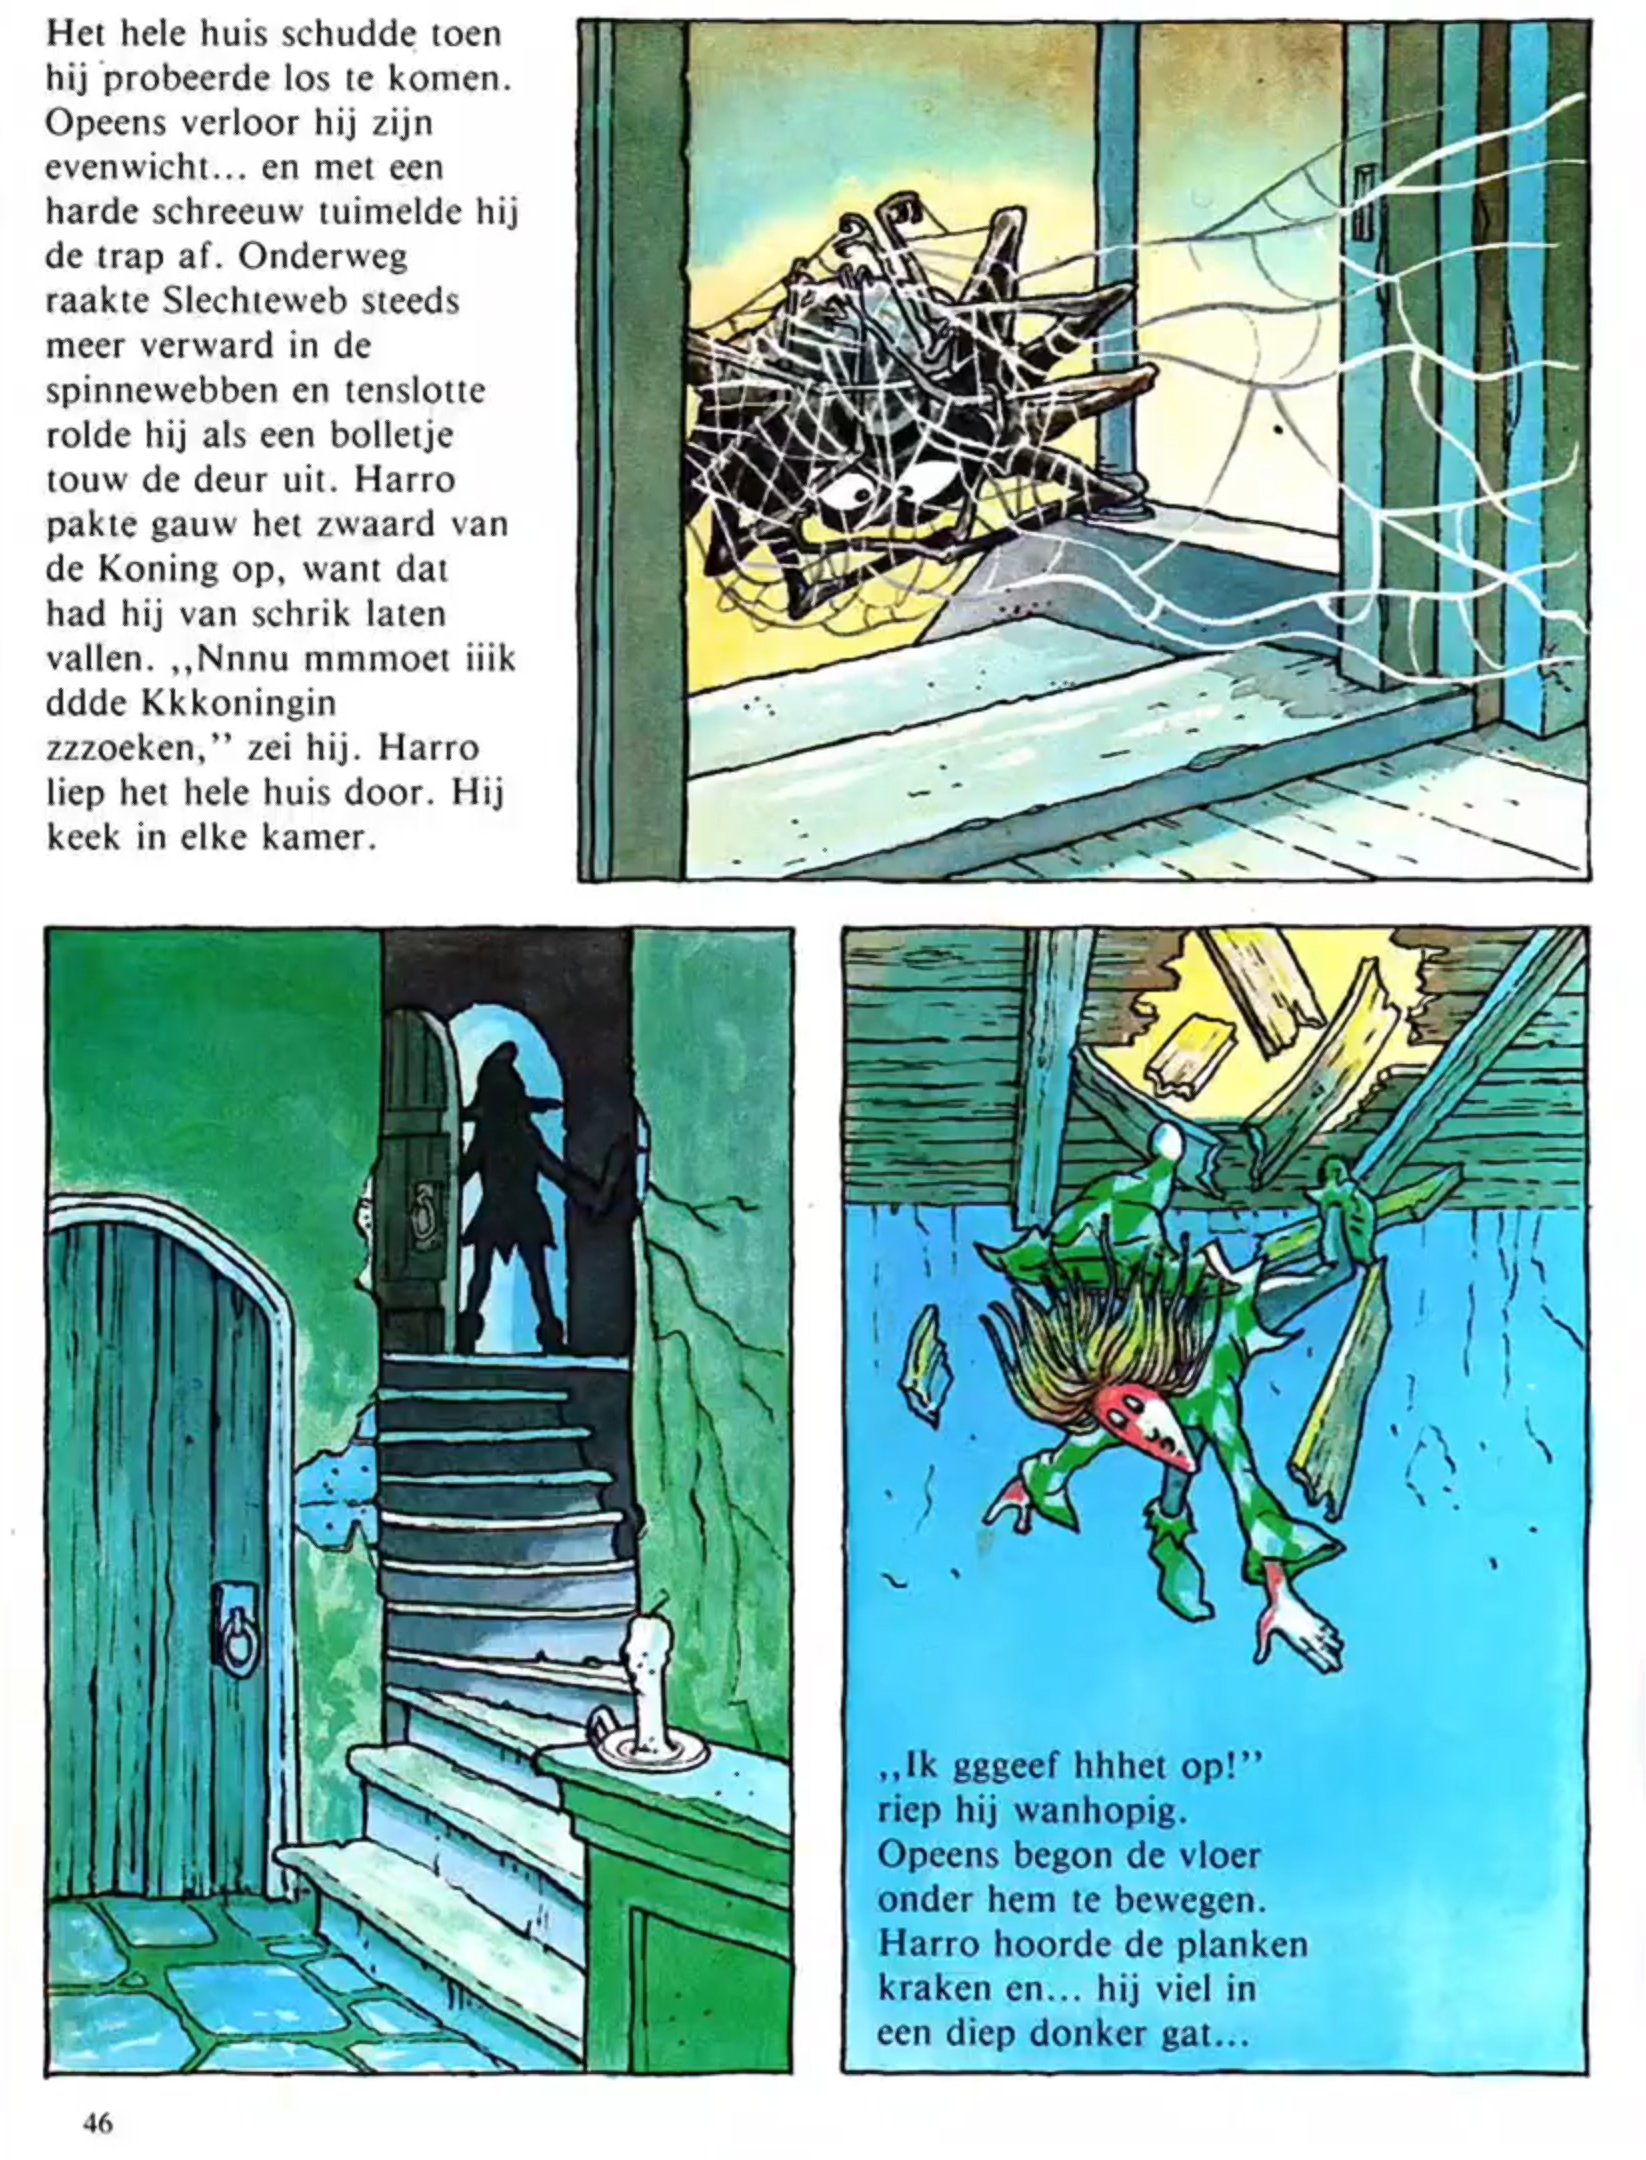 Het hele huis schudde toen
hij probeerde los te komen.
Opeens verloor hij zijn
evenwicht... en met een
harde schreeuw tuimelde hij
de trap af. Onderweg
raakte Slechteweb steeds
meer verward in de
spinnewebben en tenslotte
rolde hij als een bolletje
touw de deur uit. Harro
pakte gauw het zwaard van
de Koning op, want dat
had hij van schrik laten
vallen. ,,Nnnu mmmoet iiik
ddde Kkkoningin
zzzoeken,'' zei hij. Harro
liep het hele huis door. Hij
keek in elke kamer.
,,Ik gggeef hhhet op!''
riep hij wanhopig.
Opeens begon de vloer
onder hem te bewegen.
Harro hoorde de planken
kraken en... hij viel in
een diep donker gat...
46